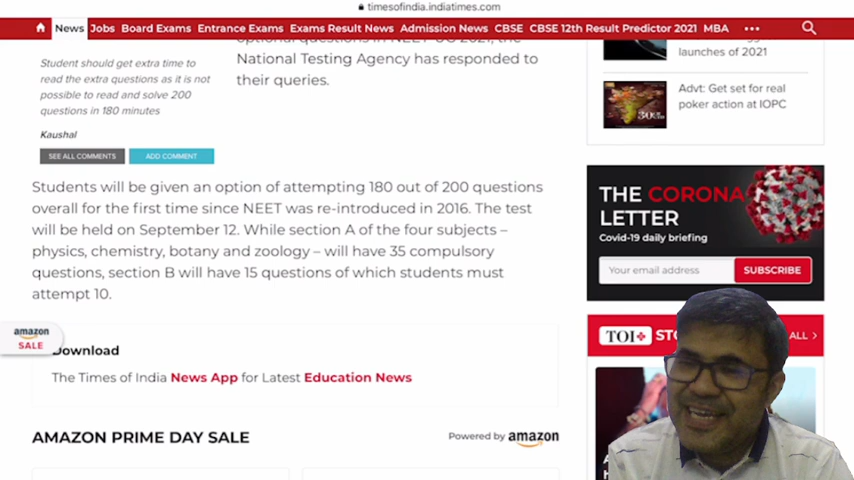 timesofindia.indiatimes.com
News Jobs Board Exams Entrance Exams Exams Result News Admission News CBSE CBSE 12th Result Predictor 2021 MBA
optional questions in NEET UG 2021, the
National Testing Agency has responded to
their queries.
Student should get extra time to
read the extra questions as it is not
possible to read and solve 200
questions in 180 minutes
Kaushal
SEE ALL COMMENTS ADD COMMENT
Students will be given an option of attempting 180 out of 200 questions
overall for the first time since NEET was re-introduced in 2016. The test
will be held on September 12. While section A of the four subjects –
physics, chemistry, botany and zoology – will have 35 compulsory
questions, section B will have 15 questions of which students must
attempt 10.
amazon
SALE
Download
The Times of India News App for Latest Education News
AMAZON PRIME DAY SALE
Powered by amazon
launches of 2021
Advt: Get set for real
poker action at IOPC
THE CORONA
LETTER
Covid-19 daily briefing
Your email address SUBSCRIBE
TOI+ ALL >